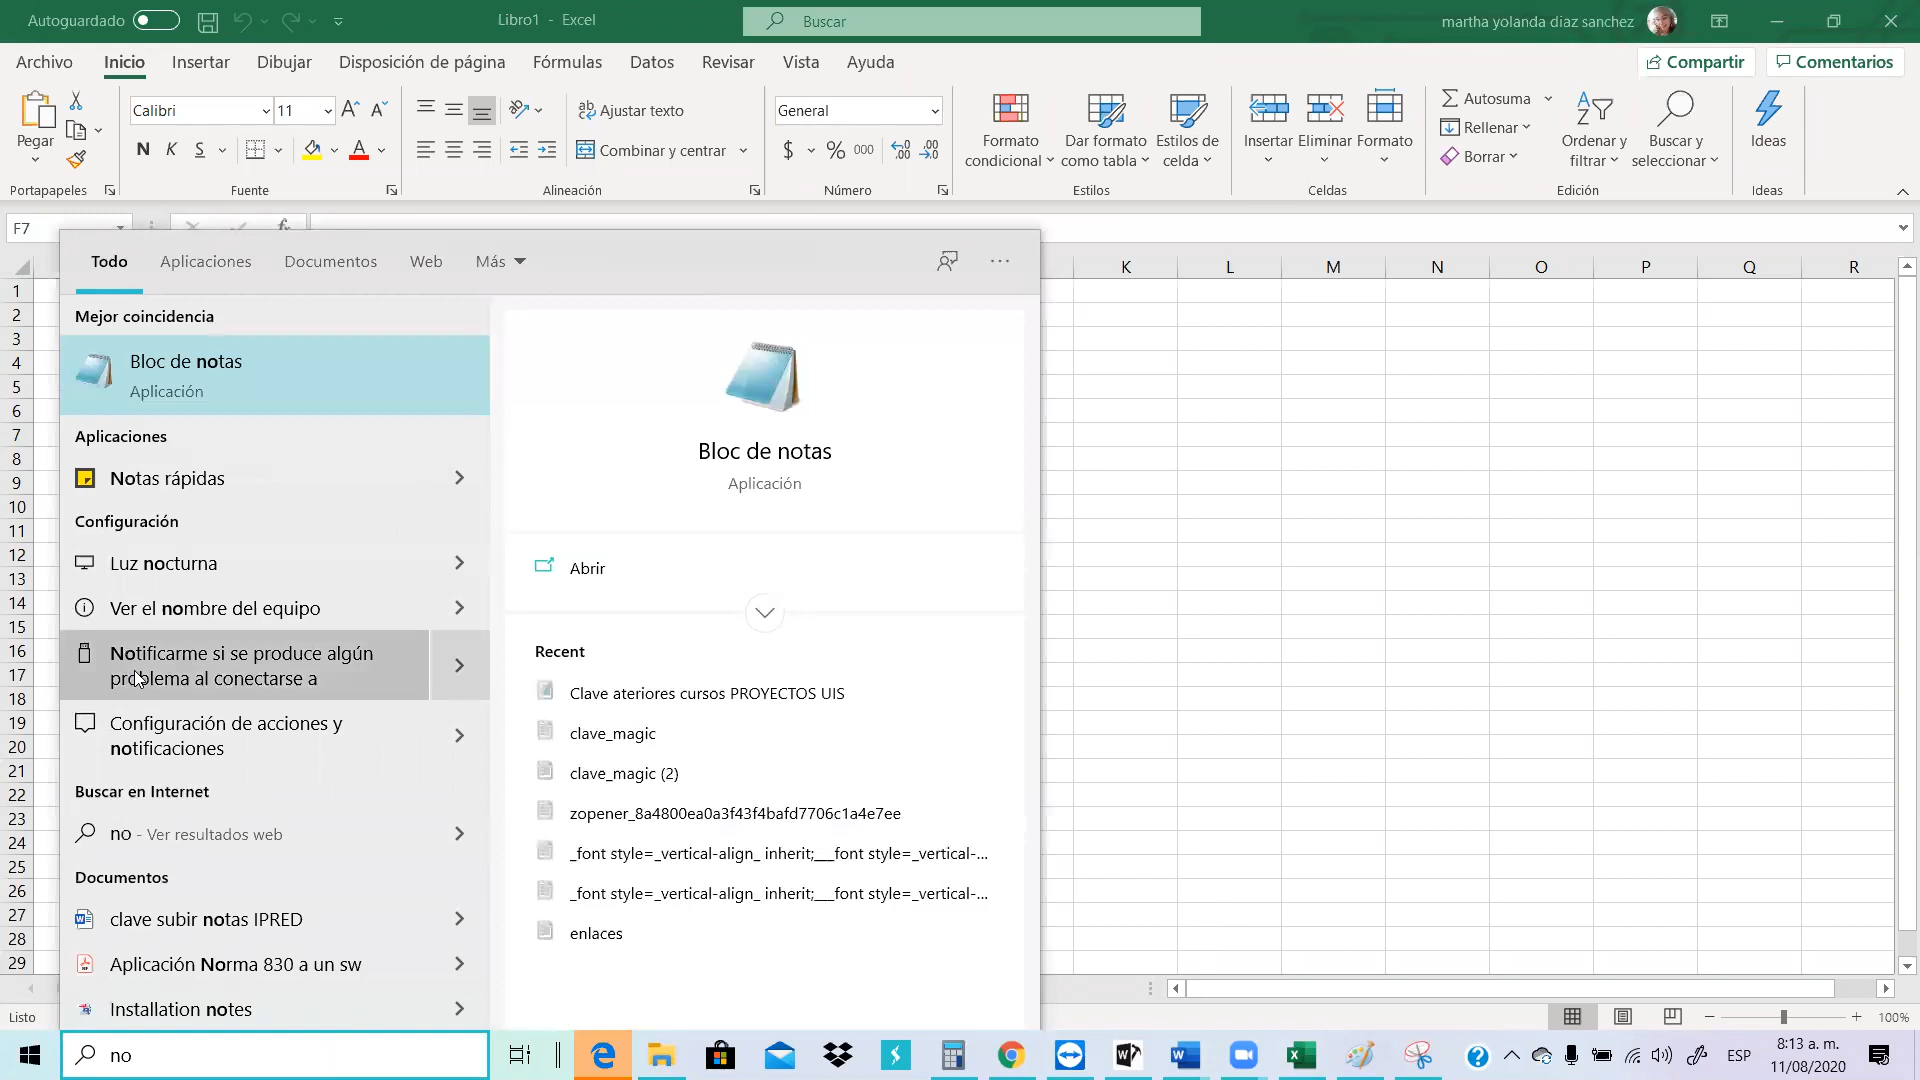 Autoguardado
Libro1 - Excel
Buscar
martha yolanda diaz sanchez
Archivo Inicio Insertar Dibujar Disposición de página Fórmulas Datos Revisar Vista Ayuda
Compartir Comentarios
Pegar
Portapapeles
Calibri 11
N K S
Fuente
Ajustar texto
Combinar y centrar
Alineación
General
$ % 000
Número
Formato condicional
Dar formato como tabla
Estilos de celda
Estilos
Insertar Eliminar Formato
Celdas
Autosuma
Rellenar
Borrar
Ordenar y filtrar
Buscar y seleccionar
Edición
Ideas
Ideas
F7
K L M N O P Q R
1
2
3
4
5
6
7
8
9
10
11
12
13
14
15
16
17
18
19
20
21
22
23
24
25
26
27
28
29
Todo Aplicaciones Documentos Web Más
Mejor coincidencia
Bloc de notas
Aplicación
Aplicaciones
Notas rápidas
Configuración
Luz nocturna
Ver el nombre del equipo
Notificarme si se produce algún
problema al conectarse a
Configuración de acciones y
notificaciones
Buscar en Internet
no - Ver resultados web
Documentos
clave subir notas IPRED
Aplicación Norma 830 a un sw
Installation notes
Bloc de notas
Aplicación
Abrir
Recent
Clave ateriores cursos PROYECTOS UIS
clave_magic
clave_magic (2)
zopener_8a4800ea0a3f43f4bafd7706c1a4e7ee
_font style=_vertical-align_ inherit;___font style=_vertical-...
_font style=_vertical-align_ inherit;___font style=_vertical-...
enlaces
Listo
100%
no
ESP
8:13 a. m.
11/08/2020